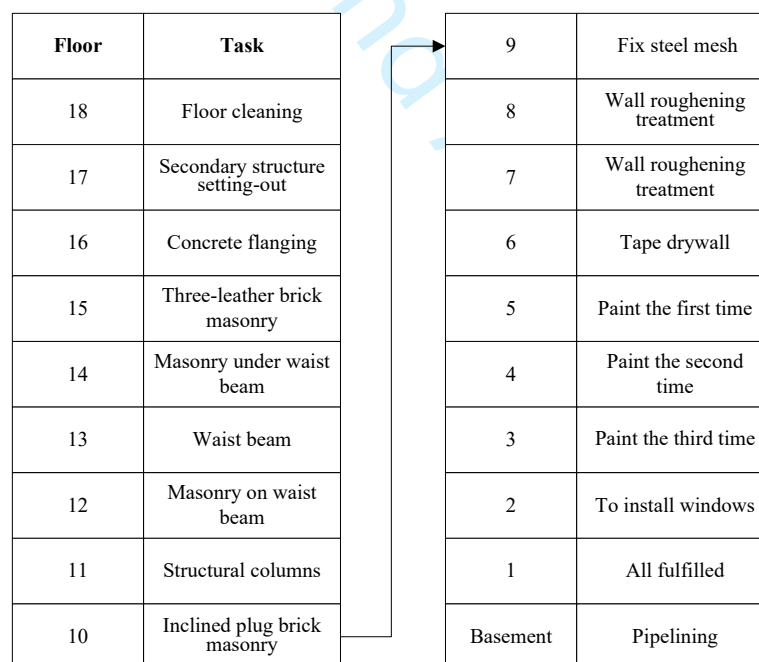 Floor Task
18 Floor cleaning
17 Secondary structure
setting-out
16 Concrete flanging
15 Three-leather brick
masonry
14 Masonry under waist
beam
13 Waist beam
12 Masonry on waist
beam
11 Structural columns
10 Inclined plug brick
masonry
9 Fix steel mesh
8 Wall roughening
treatment
7 Wall roughening
treatment
6 Tape drywall
5 Paint the first time
4 Paint the second
time
3 Paint the third time
2 To install windows
1 All fulfilled
Basement Pipelining